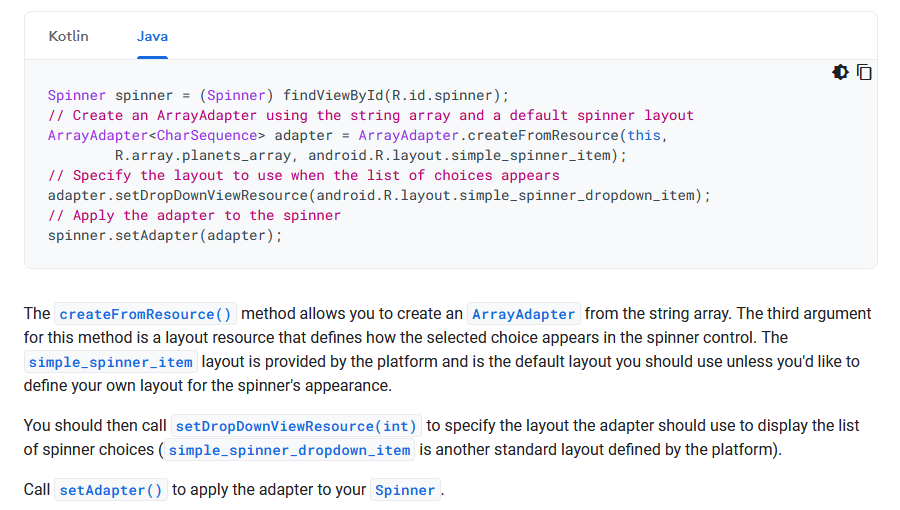 Kotlin Java
Spinner spinner = (Spinner) findViewById(R.id.spinner);
// Create an ArrayAdapter using the string array and a default spinner layout
ArrayAdapter<CharSequence> adapter = ArrayAdapter.createFromResource(this,
        R.array.planets_array, android.R.layout.simple_spinner_item);
// Specify the layout to use when the list of choices appears
adapter.setDropDownViewResource(android.R.layout.simple_spinner_dropdown_item);
// Apply the adapter to the spinner
spinner.setAdapter(adapter);
The createFromResource() method allows you to create an ArrayAdapter from the string array. The third argument
for this method is a layout resource that defines how the selected choice appears in the spinner control. The
simple_spinner_item layout is provided by the platform and is the default layout you should use unless you'd like to
define your own layout for the spinner's appearance.
You should then call setDropDownViewResource(int) to specify the layout the adapter should use to display the list
of spinner choices ( simple_spinner_dropdown_item is another standard layout defined by the platform).
Call setAdapter() to apply the adapter to your Spinner.